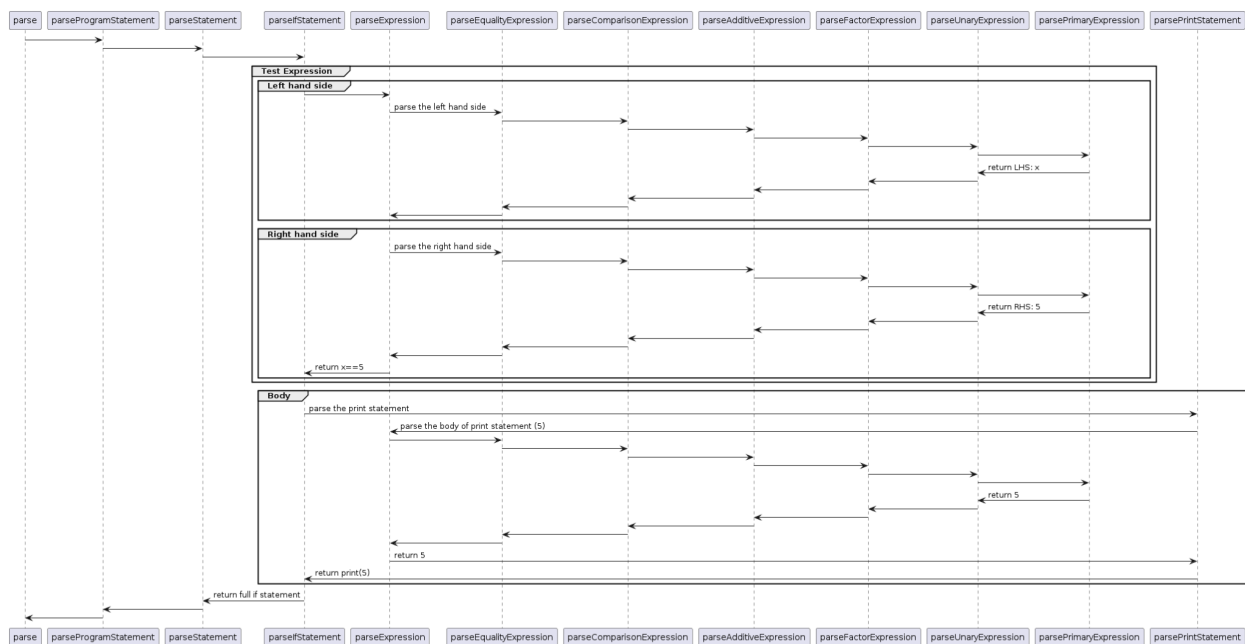 parse parseProgramStatement parseStatement parseIfStatement parseExpression parseEqualityExpression parseComparisonExpression parseAdditiveExpression parseFactorExpression parseUnaryExpression parsePrimaryExpression parsePrintStatement
Test Expression
Left hand side
parse the left hand side
return LHS: x
Right hand side
parse the right hand side
return RHS: 5
return x==5
Body
parse the print statement
parse the body of print statement (5)
return 5
return 5
return print(5)
return full if statement
parse parseProgramStatement parseStatement parseIfStatement parseExpression parseEqualityExpression parseComparisonExpression parseAdditiveExpression parseFactorExpression parseUnaryExpression parsePrimaryExpression parsePrintStatement